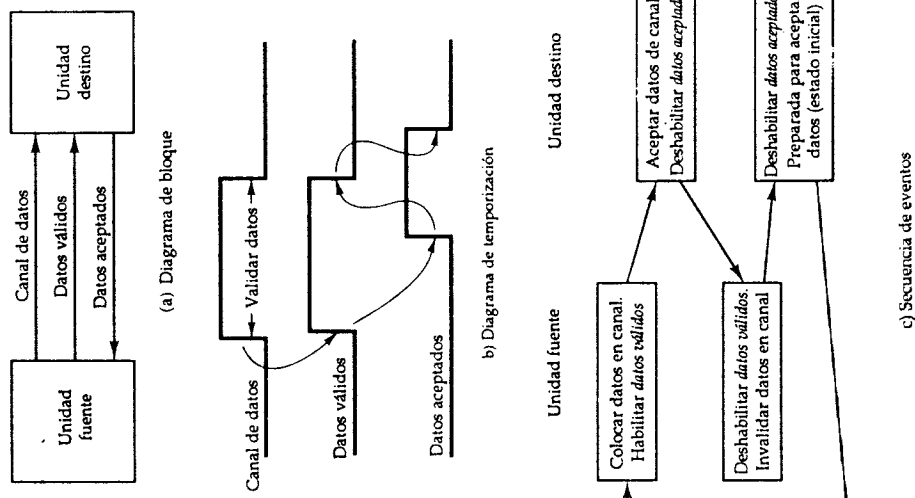 Unidad
fuente
Canal de datos
Datos válidos
Datos aceptados
Unidad
destino
(a) Diagrama de bloque
Canal de datos
Validar datos
Datos válidos
Datos aceptados
b) Diagrama de temporización
Unidad fuente
Unidad destino
Colocar datos en canal.
Habilitar datos válidos
Aceptar datos de canal
Deshabilitar datos
Deshabilitar datos válidos.
Invalidar datos en canal
Deshabilitar datos
Preparada para
datos (estado inicial)
c) Secuencia de eventos